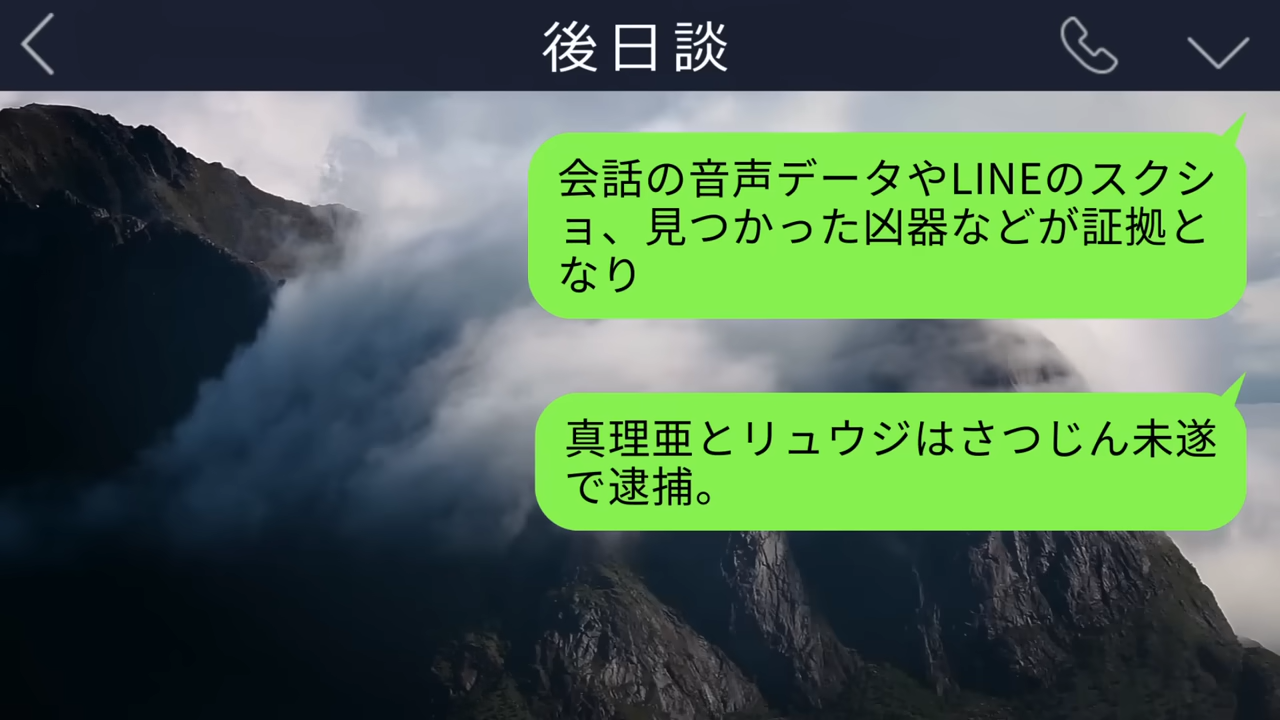 後日談
会話の音声データやLINEのスクシ
ョ、見つかった凶器などが証拠と
なり
真理亜とリュウジはさつじん未遂
で逮捕。